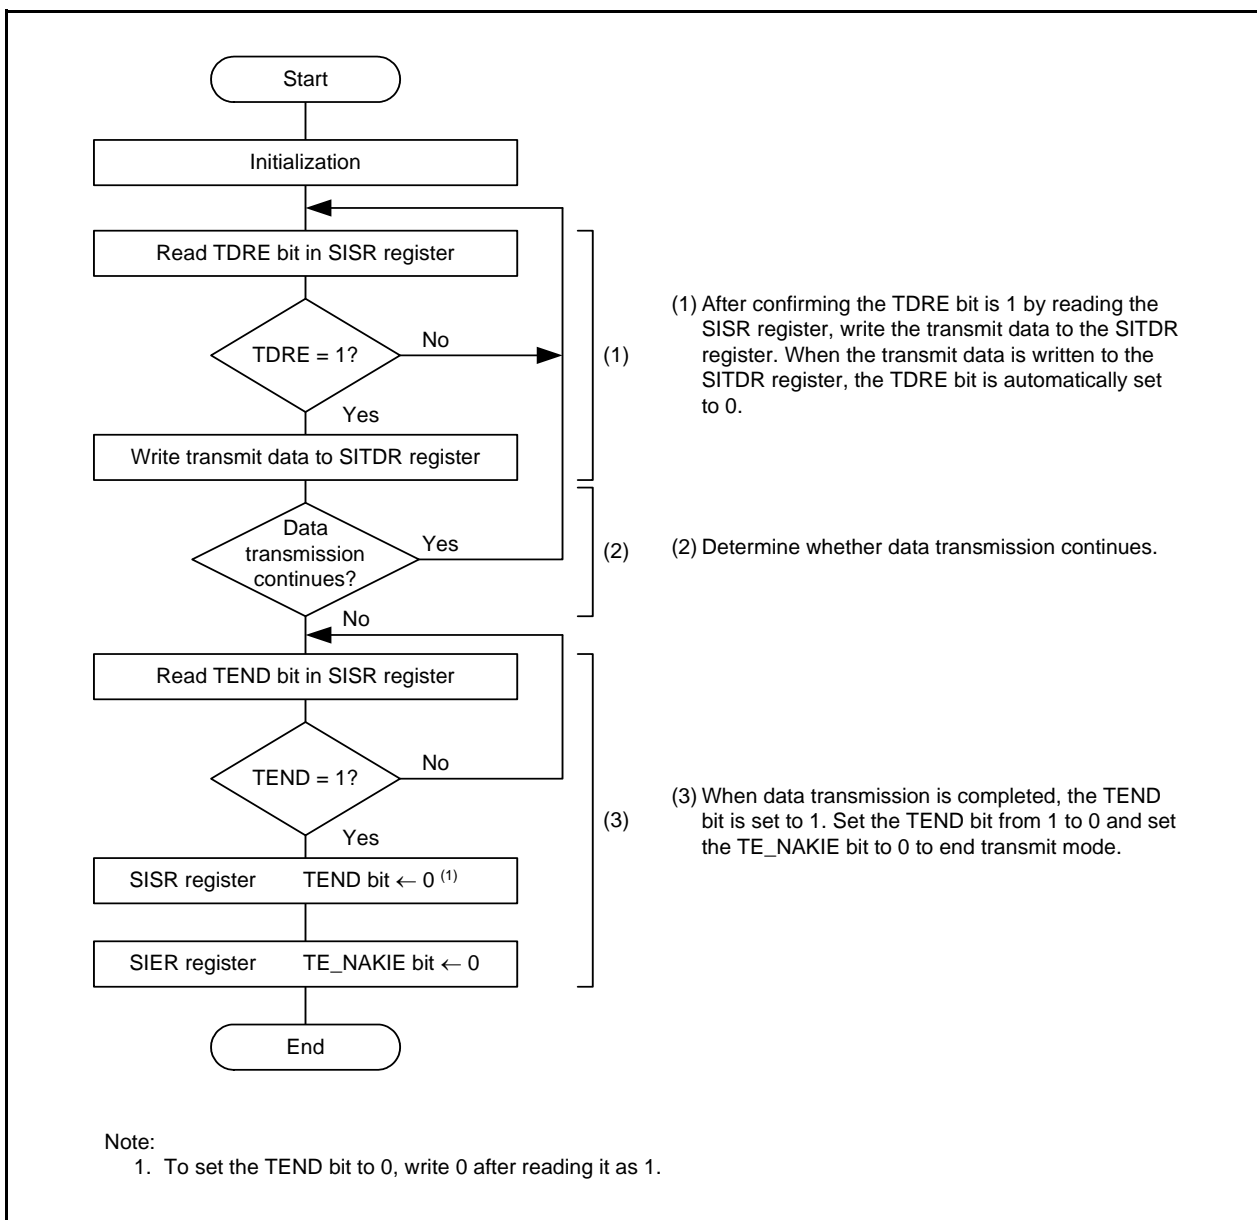 Start
Initialization
Read TDRE bit in SISR register
TDRE = 1?
No
Yes
Write transmit data to SITDR register
(1)
(1) After confirming the TDRE bit is 1 by reading the
SISR register, write the transmit data to the SITDR
register. When the transmit data is written to the
SITDR register, the TDRE bit is automatically set
to 0.
Data
transmission
continues?
Yes
No
(2)
(2) Determine whether data transmission continues.
Read TEND bit in SISR register
TEND = 1?
No
Yes
SISR register TEND bit ← 0 (1)
SIER register TE_NAKIE bit ← 0
End
(3)
(3) When data transmission is completed, the TEND
bit is set to 1. Set the TEND bit from 1 to 0 and set
the TE_NAKIE bit to 0 to end transmit mode.
Note:
1. To set the TEND bit to 0, write 0 after reading it as 1.